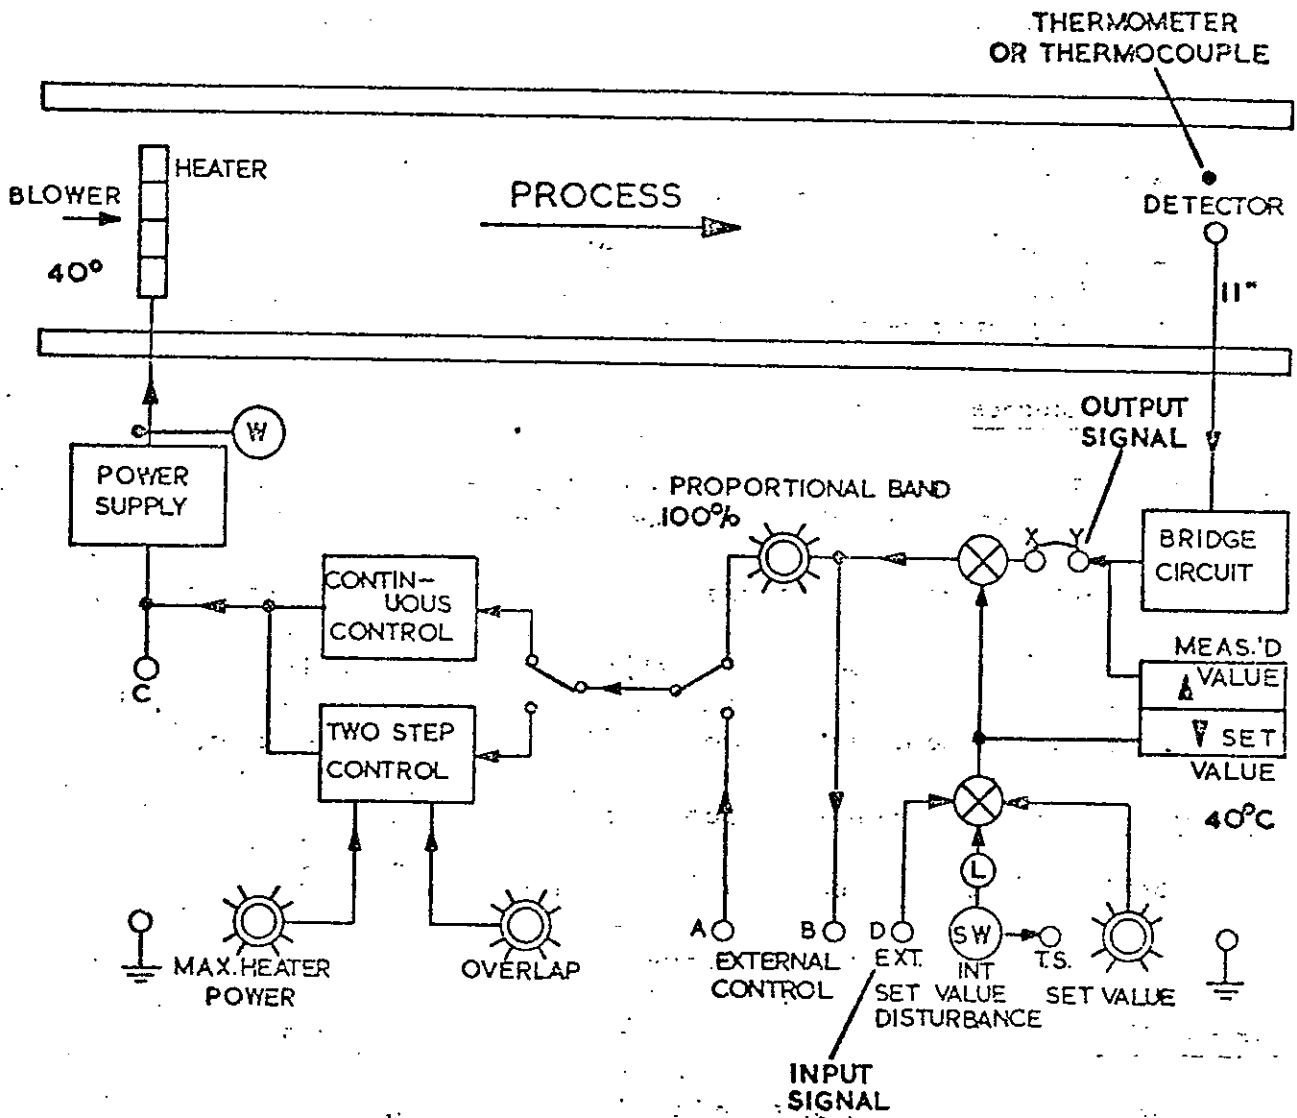 THERMOMETER
OR THERMOCOUPLE
HEATER
BLOWER
PROCESS
DETECTOR
40°
11"
W
OUTPUT
SIGNAL
POWER
SUPPLY
PROPORTIONAL BAND
100%
X
Y
BRIDGE
CIRCUIT
CONTIN-
UOUS
CONTROL
MEAS.'D
VALUE
C
TWO STEP
CONTROL
SET
VALUE
40°C
L
A
B
D
SW
T.S.
MAX. HEATER
POWER
OVERLAP
EXTERNAL
CONTROL
EXT.
INT
SET VALUE
DISTURBANCE
SET VALUE
INPUT
SIGNAL